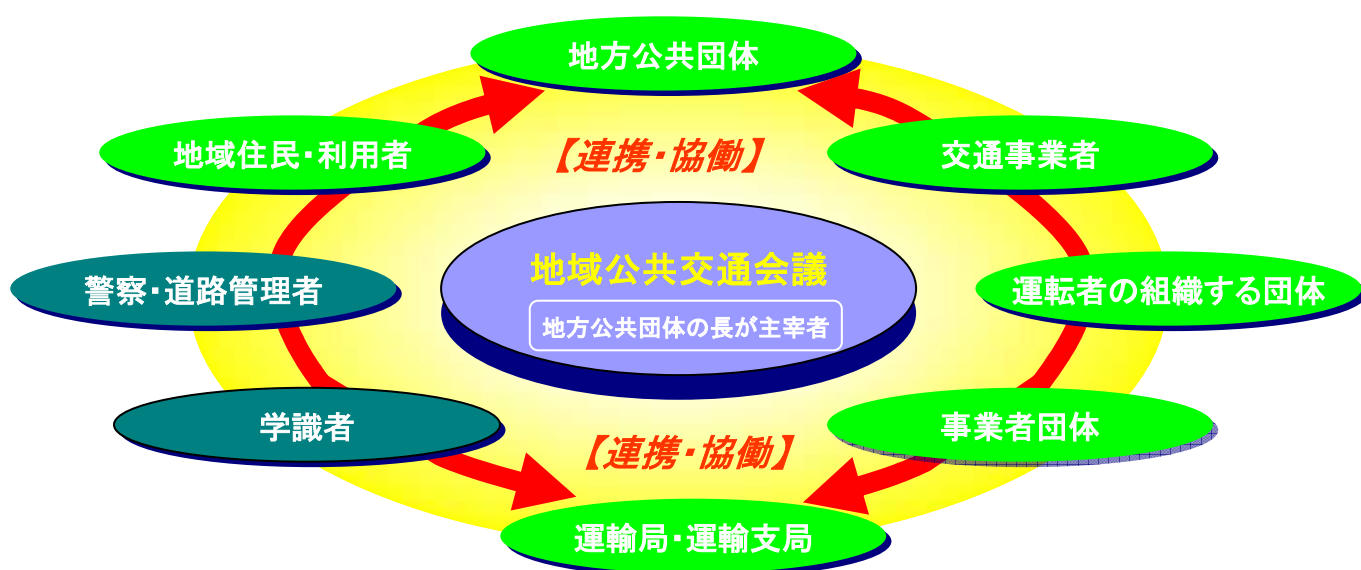 地方公共団体
地域住民・利用者
【連携・協働】
交通事業者
地域公共交通会議
警察・道路管理者
運転者の組織する団体
地方公共団体の長が主宰者
学識者
事業者団体
【連携・協働】
運輸局・運輸支局